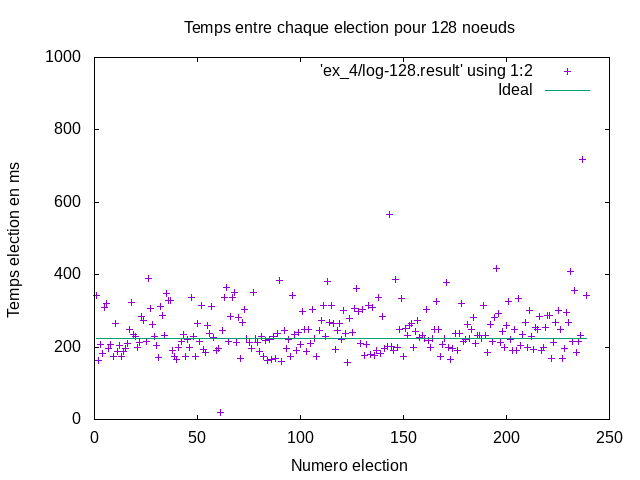 Temps entre chaque election pour 128 noeuds
'ex_4/log-128.result' using 1:2
Ideal
1000
800
600
400
200
0
Temps election en ms
0 50 100 150 200 250
Numero election